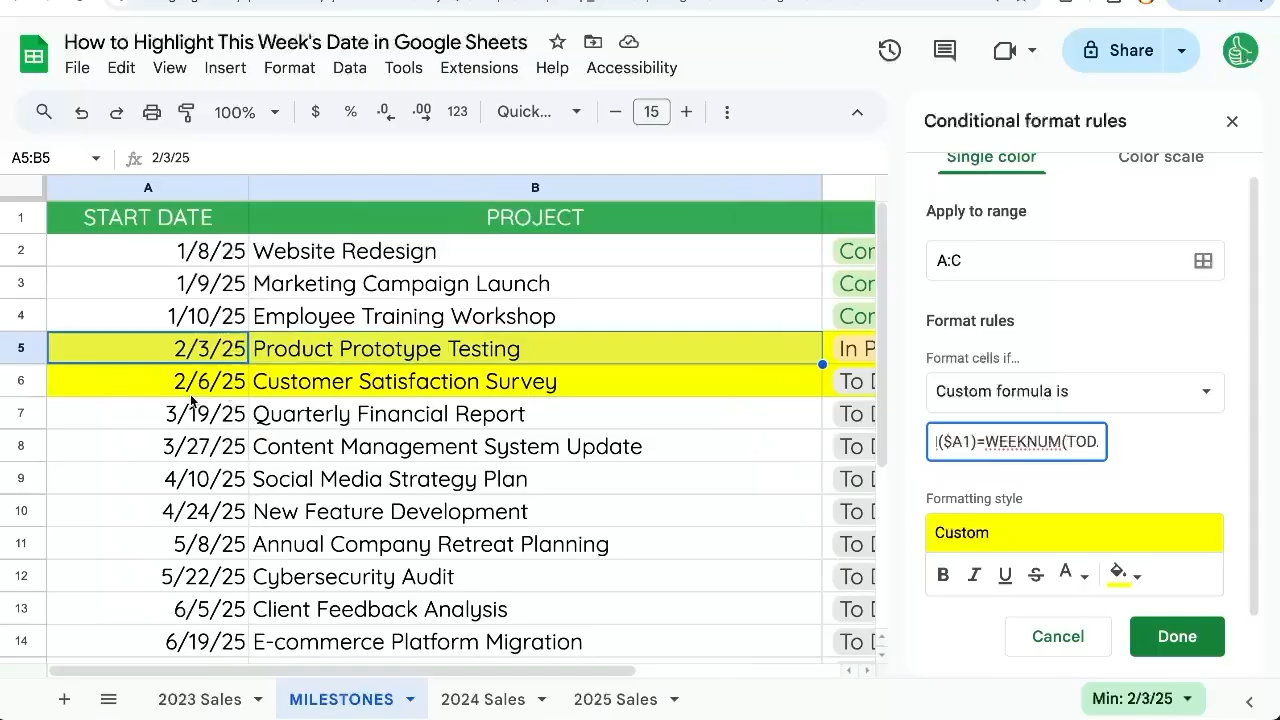 How to Highlight This Week's Date in Google Sheets
File Edit View Insert Format Data Tools Extensions Help Accessibility
Share
100% $ % .0 .00 123 Quick... 15
A5:B5 fx 2/3/25
A B
1 START DATE PROJECT
2 1/8/25 Website Redesign Cor
3 1/9/25 Marketing Campaign Launch Cor
4 1/10/25 Employee Training Workshop Cor
5 2/3/25 Product Prototype Testing In P
6 2/6/25 Customer Satisfaction Survey To D
7 3/19/25 Quarterly Financial Report To D
8 3/27/25 Content Management System Update To D
9 4/10/25 Social Media Strategy Plan To D
10 4/24/25 New Feature Development To D
11 5/8/25 Annual Company Retreat Planning To D
12 5/22/25 Cybersecurity Audit To D
13 6/5/25 Client Feedback Analysis To D
14 6/19/25 E-commerce Platform Migration To D
2023 Sales MILESTONES 2024 Sales 2025 Sales
Min: 2/3/25
Conditional format rules
Single color Color scale
Apply to range
A:C
Format rules
Format cells if…
Custom formula is
($A1)=WEEKNUM(TOD
Formatting style
Custom
B I U S A
Cancel Done